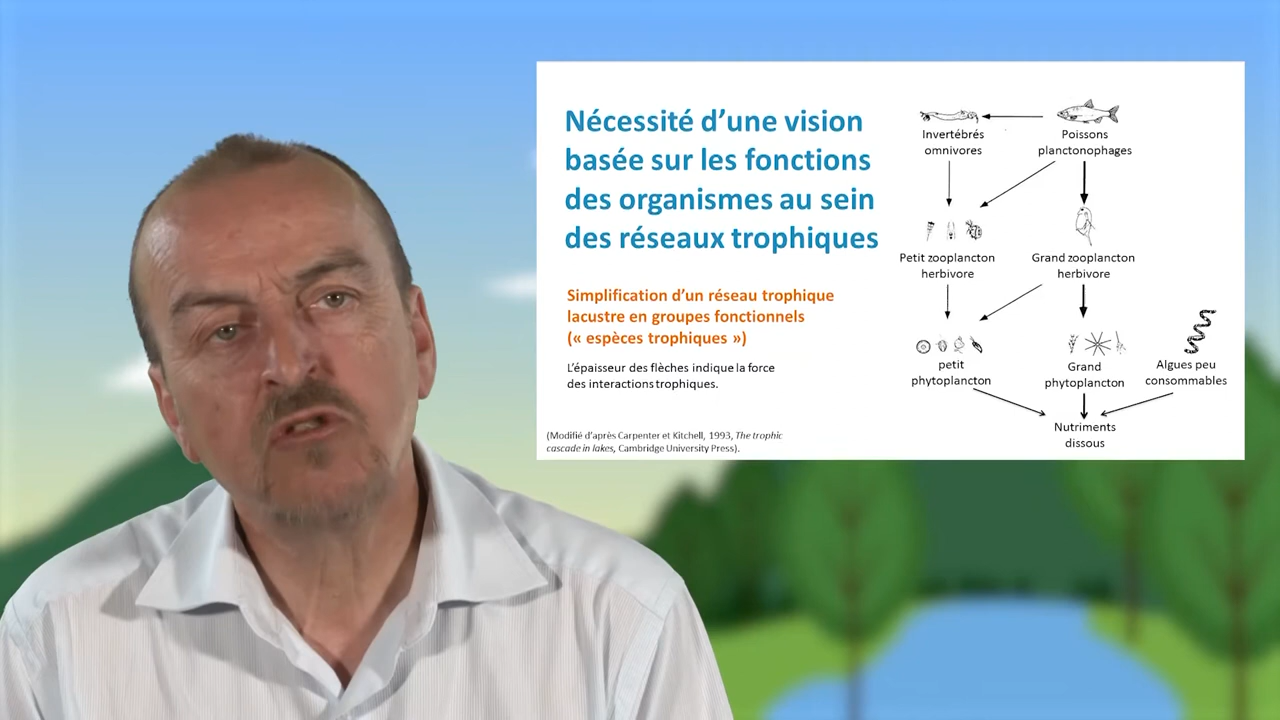 Nécessité d’une vision
basée sur les fonctions
des organismes au sein
des réseaux trophiques
Simplification d’un réseau trophique
lacustre en groupes fonctionnels
(« espèces trophiques »)
L’épaisseur des flèches indique la force
des interactions trophiques.
(Modifié d’après Carpenter et Kitchell, 1993, The trophic
cascade in lakes, Cambridge University Press).
Invertébrés
omnivores
Poissons
planctonophages
Petit zooplancton
herbivore
Grand zooplancton
herbivore
petit
phytoplancton
Grand
phytoplancton
Algues peu
consommables
Nutriments
dissous